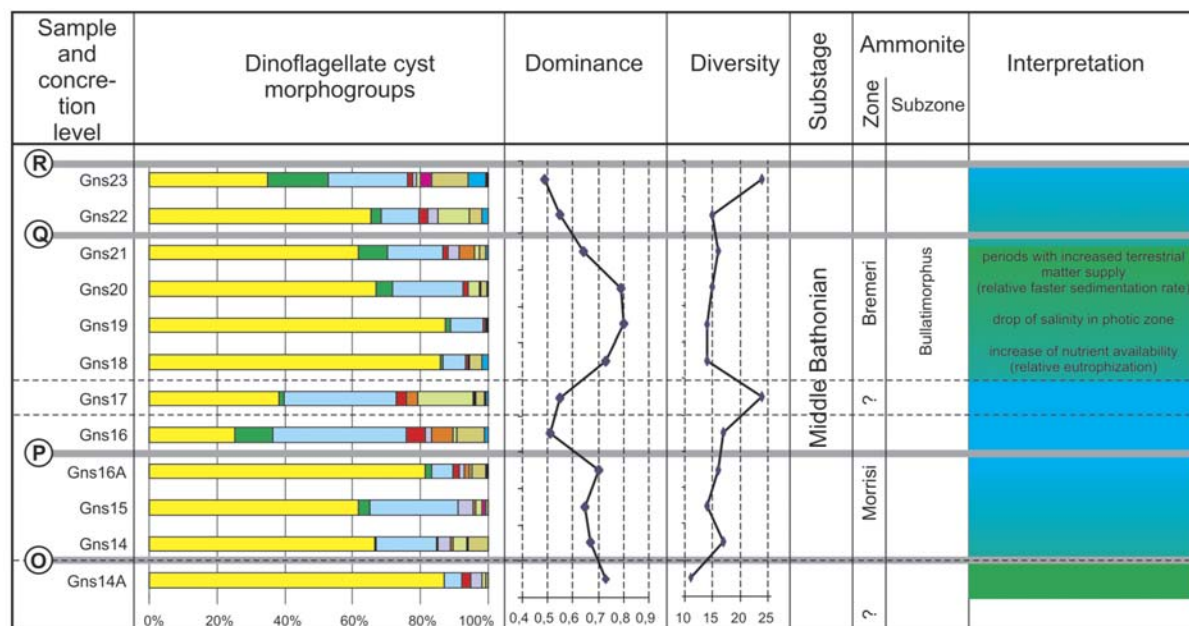 Sample
and
concre-
tion
level
Dinoflagellate cyst
morphogroups
Dominance
Diversity
Substage
Ammonite
Zone
Subzone
Interpretation
R
Gns23
Gns22
Q
Gns21
Gns20
Gns19
Gns18
Gns17
Gns16
P
Gns16A
Gns15
Gns14
O
Gns14A
0%
20%
40%
60%
80%
100%
0,4 0,5 0,6 0,7 0,8 0,9
10 15 20 25
Middle Bathonian
Bremeri
?
Morrisi
?
Bullatimorphus
periods with increased terrestrial
matter supply
(relative faster sedimentation rate)
drop of salinity in photic zone
increase of nutrient availability
(relative eutrophization)